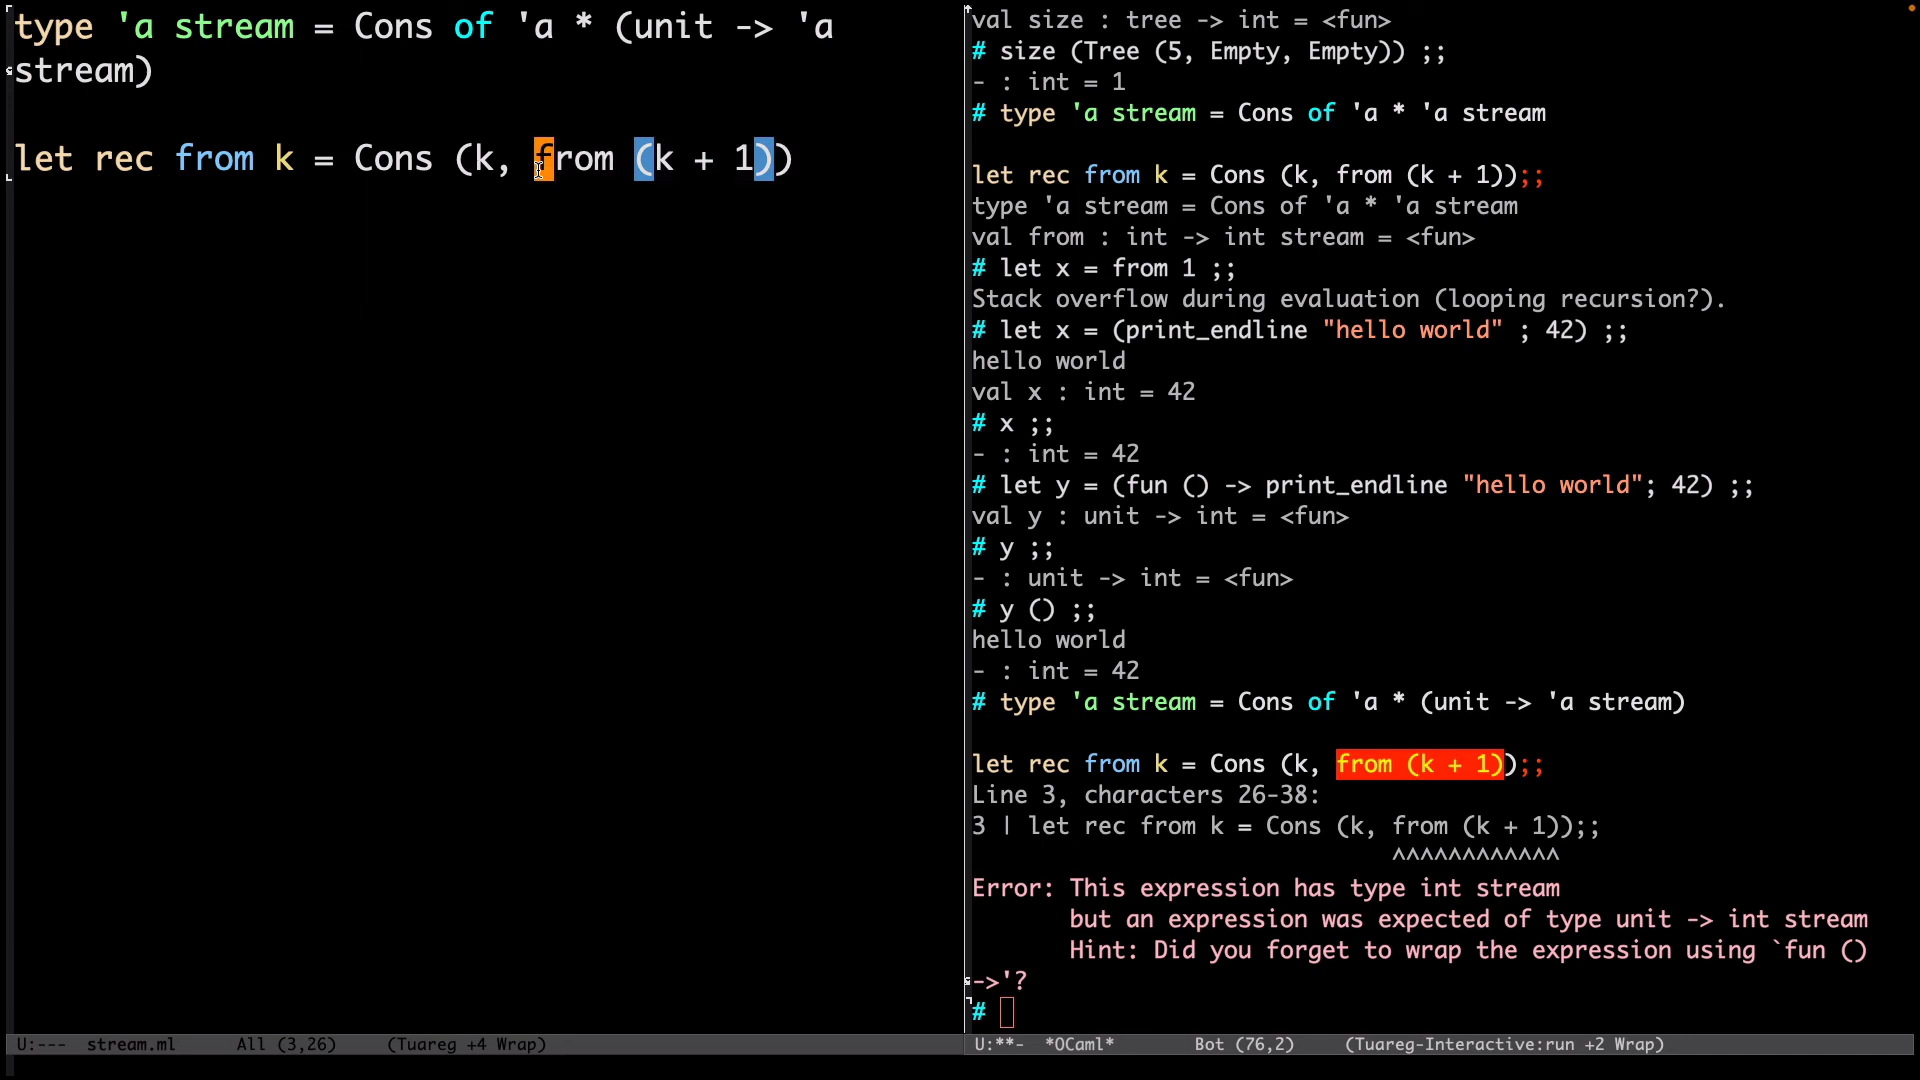 type 'a stream = Cons of 'a * (unit -> 'a
stream)
let rec from k = Cons (k, from (k + 1))
U:---  stream.ml      All (3,26)     (Tuareg +4 Wrap)
val size : tree -> int = <fun>
# size (Tree (5, Empty, Empty)) ;;
- : int = 1
# type 'a stream = Cons of 'a * 'a stream
let rec from k = Cons (k, from (k + 1));;
type 'a stream = Cons of 'a * 'a stream
val from : int -> int stream = <fun>
# let x = from 1 ;;
Stack overflow during evaluation (looping recursion?).
# let x = (print_endline "hello world" ; 42) ;;
hello world
val x : int = 42
# x ;;
- : int = 42
# let y = (fun () -> print_endline "hello world"; 42) ;;
val y : unit -> int = <fun>
# y ;;
- : unit -> int = <fun>
# y () ;;
hello world
- : int = 42
# type 'a stream = Cons of 'a * (unit -> 'a stream)
let rec from k = Cons (k, from (k + 1));;
Line 3, characters 26-38:
3 | let rec from k = Cons (k, from (k + 1));;
                              ^^^^^^^^^^^^
Error: This expression has type int stream
       but an expression was expected of type unit -> int stream
       Hint: Did you forget to wrap the expression using `fun ()
->'?
#
U:**-  *OCaml*        Bot (76,2)     (Tuareg-Interactive:run +2 Wrap)